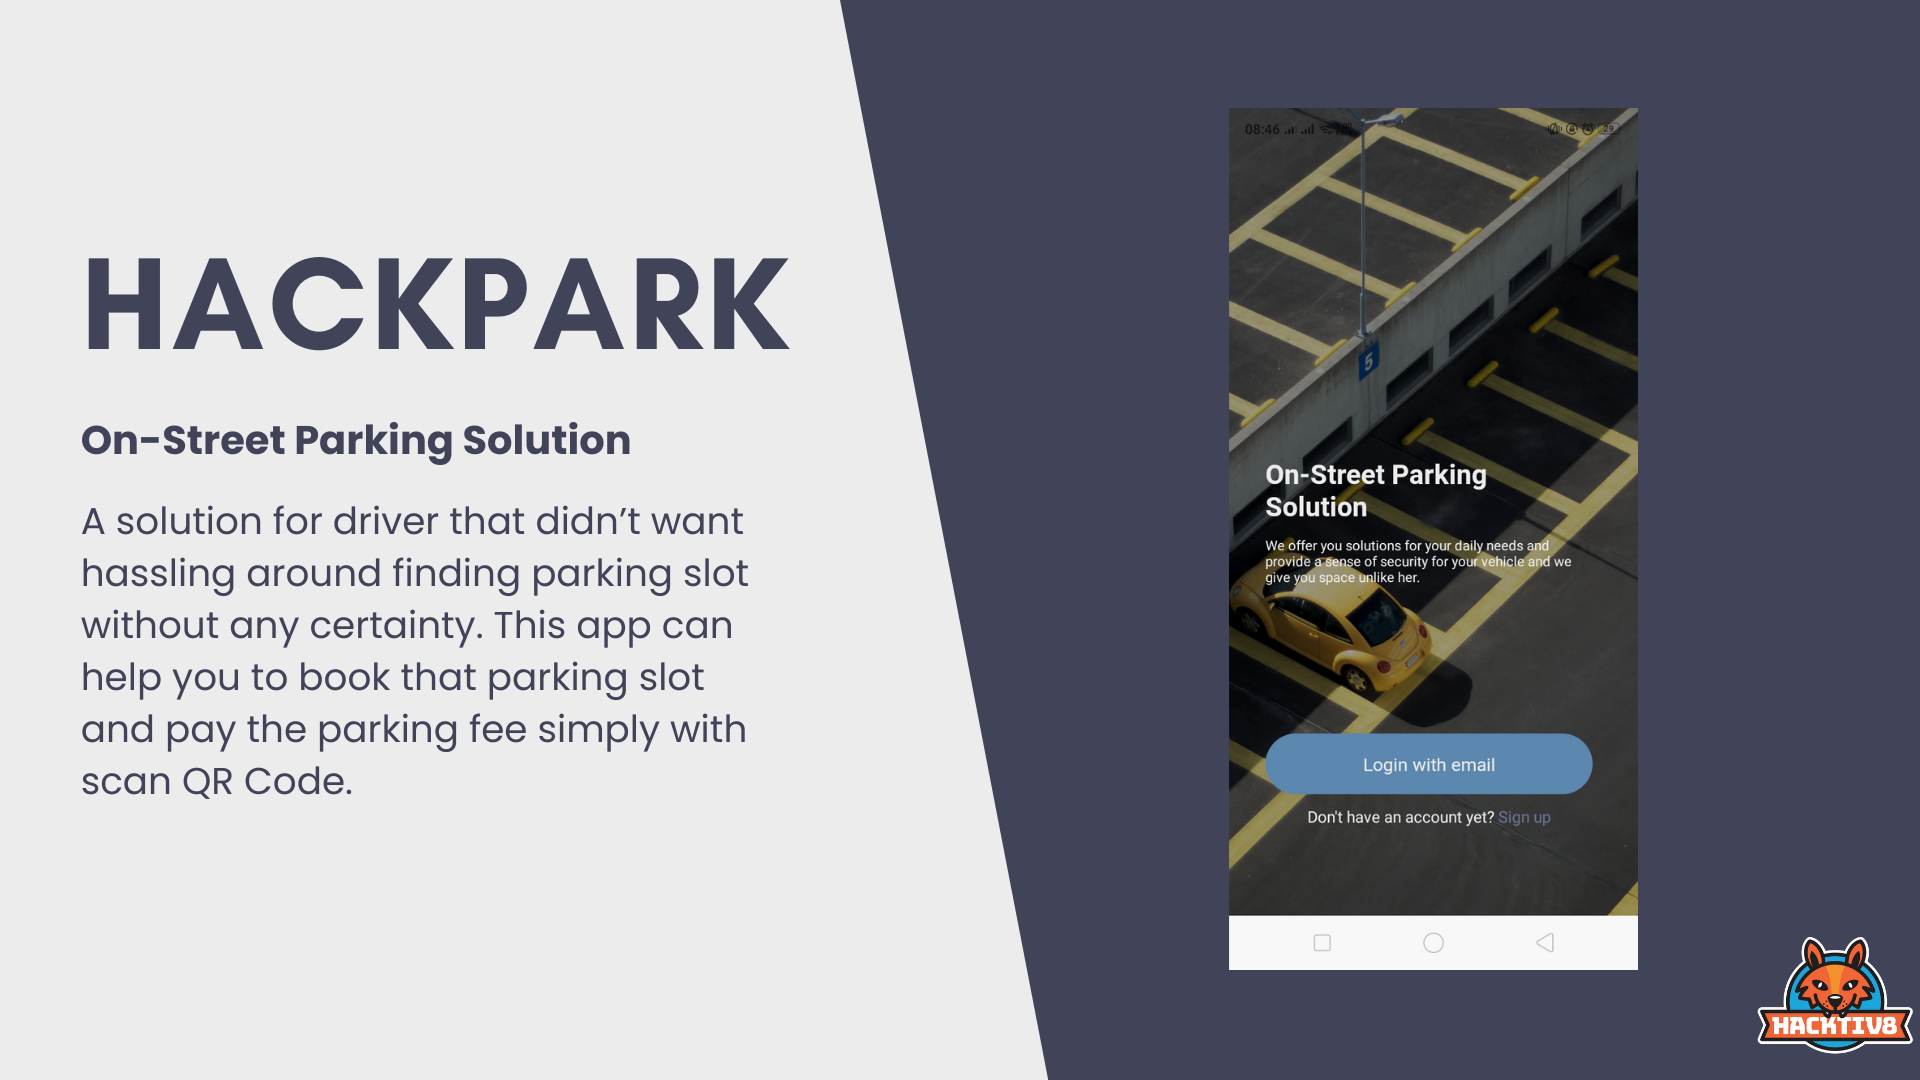 HACKPARK
On-Street Parking Solution
A solution for driver that didn’t want
hassling around finding parking slot
without any certainty. This app can
help you to book that parking slot
and pay the parking fee simply with
scan QR Code.
08:46
29
5
On-Street Parking
Solution
We offer you solutions for your daily needs and
provide a sense of security for your vehicle and we
give you space unlike her.
Login with email
Don't have an account yet? Sign up
HACKTIV8